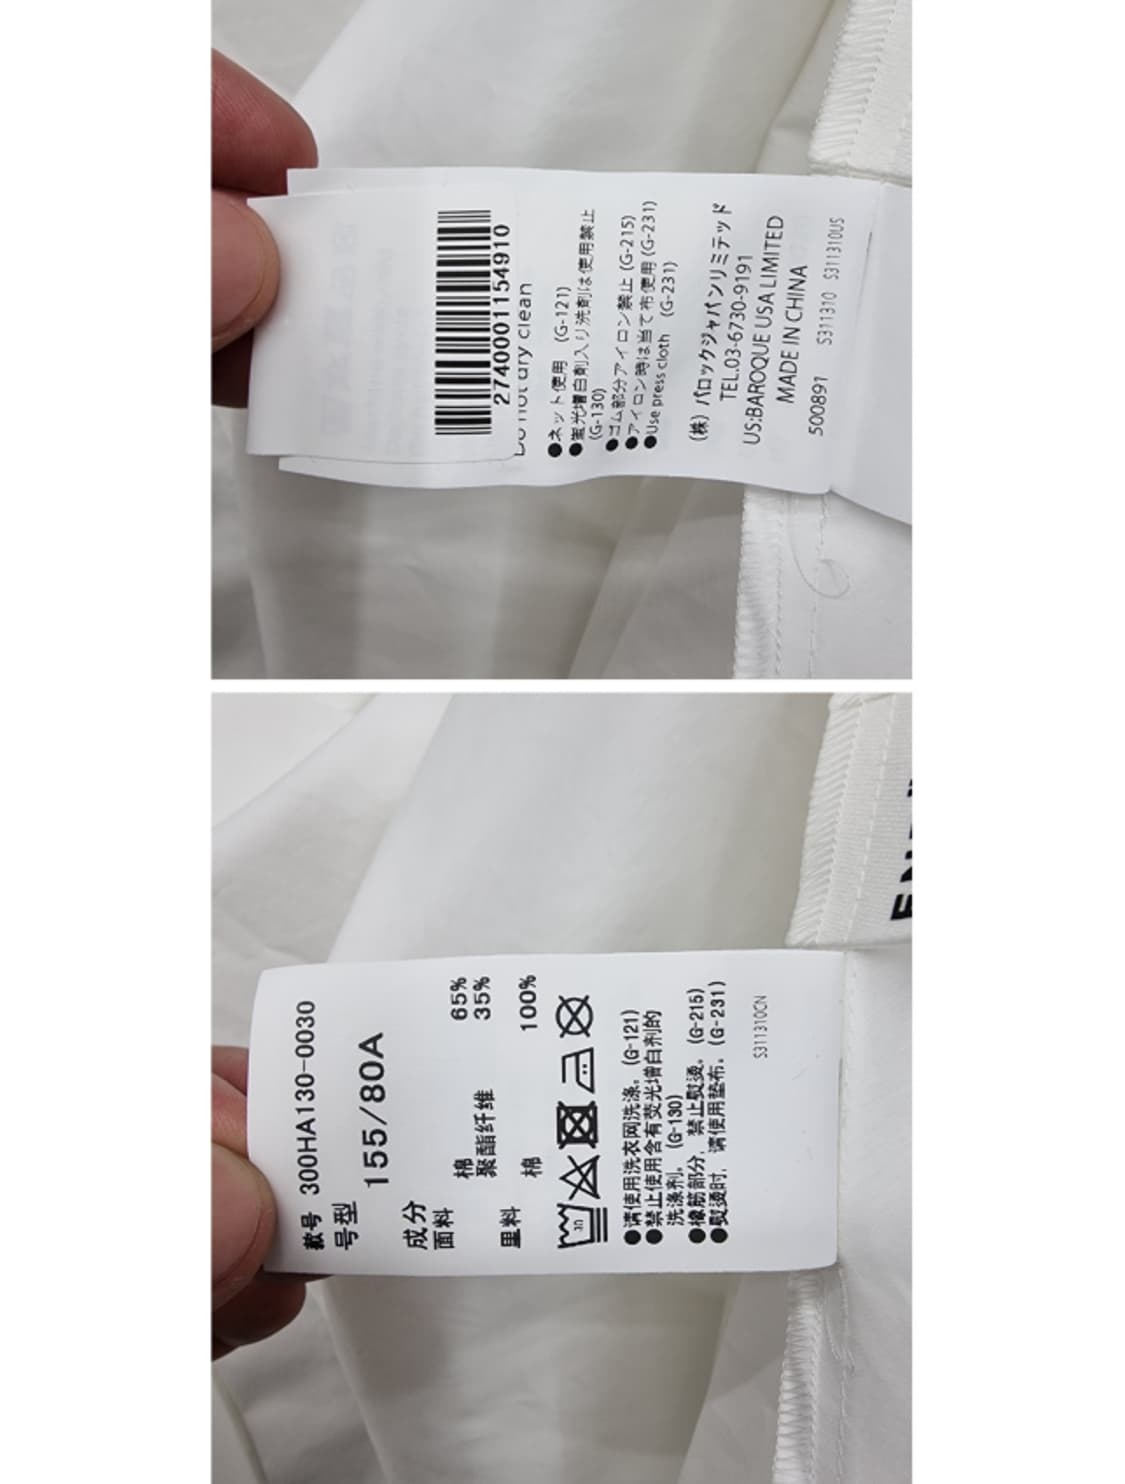 2740001154910
Do not dry clean
●ネット使用 (G-121)
●蛍光増白剤入り洗剤は使用禁止
(G-130)
●ゴム部分アイロン禁止 (G-215)
●アイロン時は当て布使用 (G-231)
●Use press cloth (G-231)
(株) バロックジャパンリミテッド
TEL.03-6730-9191
US:BAROQUE USA LIMITED
MADE IN CHINA
500891 S311310 S311310US
款号 300HA130-0030
号型 155/80A
成分
面料 棉 65%
聚酯纤维 35%
里料 棉 100%
●请使用洗衣网洗涤。(G-121)
●禁止使用含有荧光增白剂的
洗涤剂。(G-130)
●橡筋部分，禁止熨烫。(G-215)
●熨烫时，请使用垫布。(G-231)
S311310CN